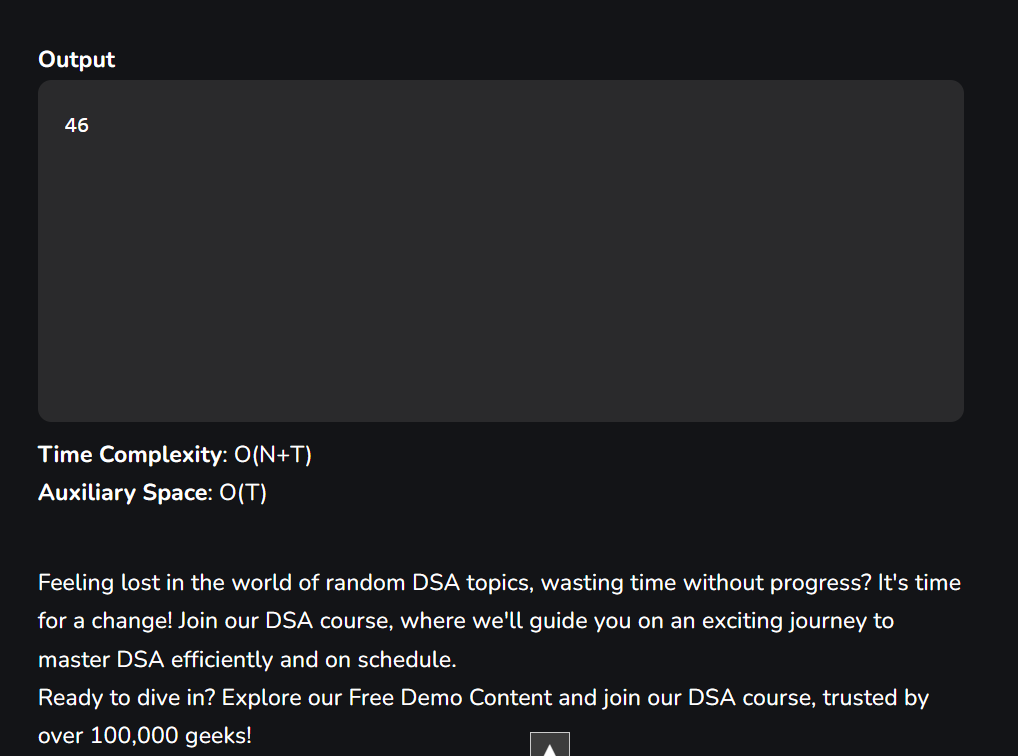 Output
46
Time Complexity: O(N+T)
Auxiliary Space: O(T)
Feeling lost in the world of random DSA topics, wasting time without progress? It's time
for a change! Join our DSA course, where we'll guide you on an exciting journey to
master DSA efficiently and on schedule.
Ready to dive in? Explore our Free Demo Content and join our DSA course, trusted by
over 100,000 geeks!